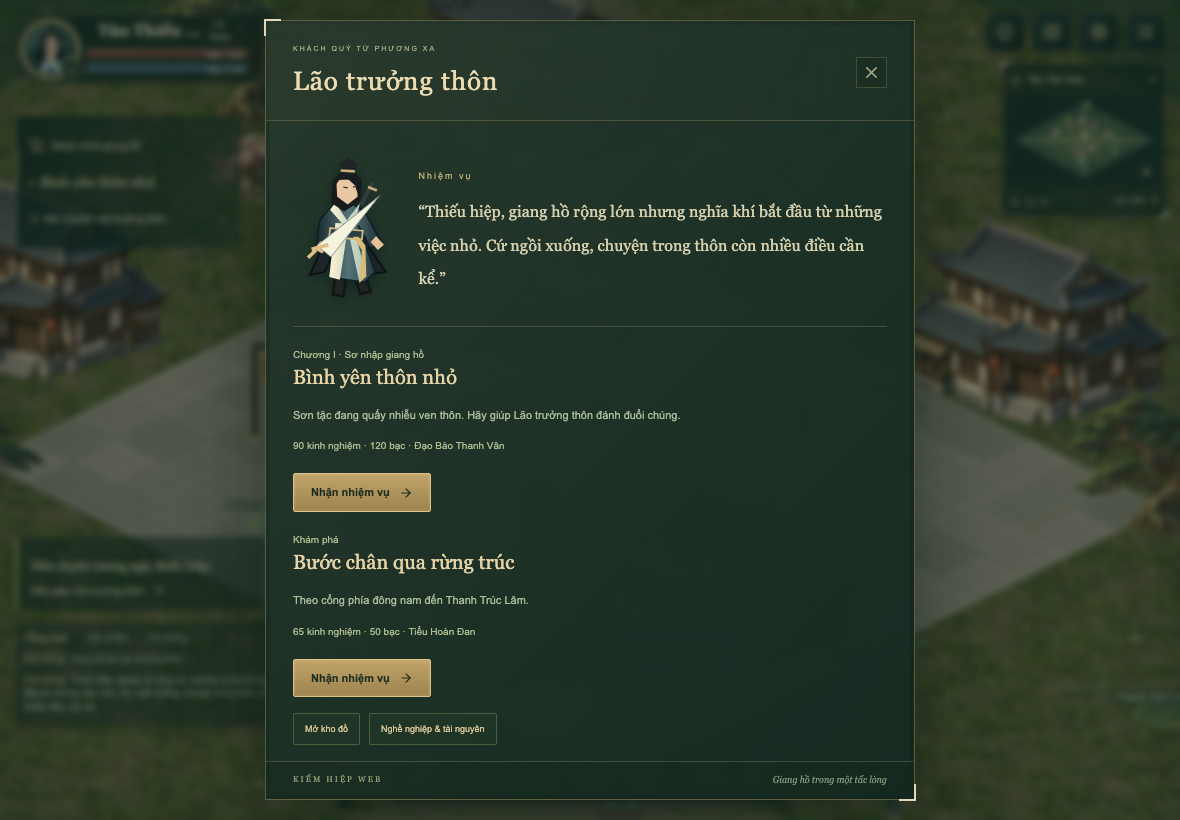 KHÁCH QUÝ TỪ PHƯƠNG XA
Lão trưởng thôn
Nhiệm vụ
“Thiếu hiệp, giang hồ rộng lớn nhưng nghĩa khí bắt đầu từ những
việc nhỏ. Cứ ngồi xuống, chuyện trong thôn còn nhiều điều cần
kể.”
Chương I · Sơ nhập giang hồ
Bình yên thôn nhỏ
Sơn tặc đang quấy nhiễu ven thôn. Hãy giúp Lão trưởng thôn đánh đuổi chúng.
90 kinh nghiệm · 120 bạc · Đạo Bào Thanh Vân
Nhận nhiệm vụ
Khám phá
Bước chân qua rừng trúc
Theo cổng phía đông nam đến Thanh Trúc Lâm.
65 kinh nghiệm · 50 bạc · Tiểu Hoàn Đan
Nhận nhiệm vụ
Mở kho đồ
Nghề nghiệp & tài nguyên
KIẾM HIỆP WEB
Giang hồ trong một tấc lòng